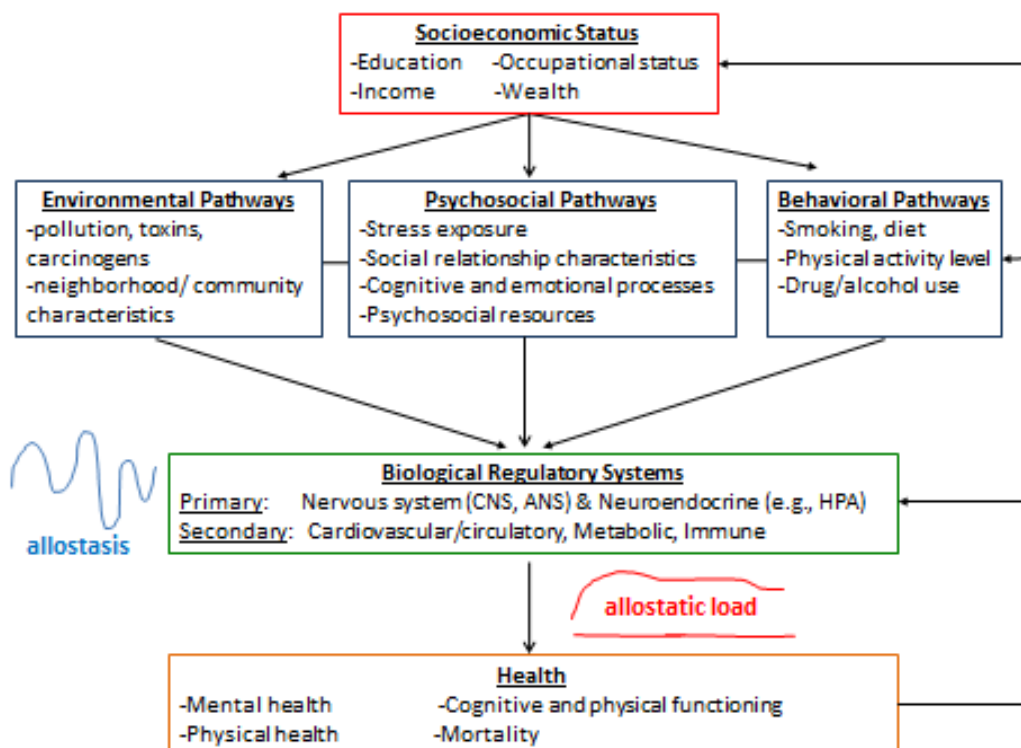 Socioeconomic Status
-Education -Occupational status
-Income -Wealth
Environmental Pathways
-pollution, toxins,
carcinogens
-neighborhood/ community
characteristics
Psychosocial Pathways
-Stress exposure
-Social relationship characteristics
-Cognitive and emotional processes
-Psychosocial resources
Behavioral Pathways
-Smoking, diet
-Physical activity level
-Drug/alcohol use
allostasis
Biological Regulatory Systems
Primary: Nervous system (CNS, ANS) & Neuroendocrine (e.g., HPA)
Secondary: Cardiovascular/circulatory, Metabolic, Immune
allostatic load
Health
-Mental health -Cognitive and physical functioning
-Physical health -Mortality